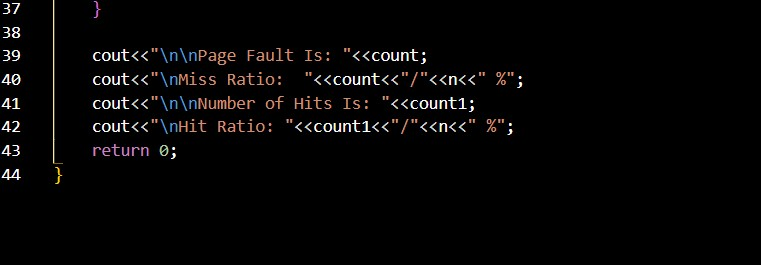 37 }
38
39 cout<<"\n\nPage Fault Is: "<<count;
40 cout<<"\nMiss Ratio:  "<<count<<"/"<<n<<" %";
41 cout<<"\n\nNumber of Hits Is: "<<count1;
42 cout<<"\nHit Ratio: "<<count1<<"/"<<n<<" %";
43 return 0;
44 }